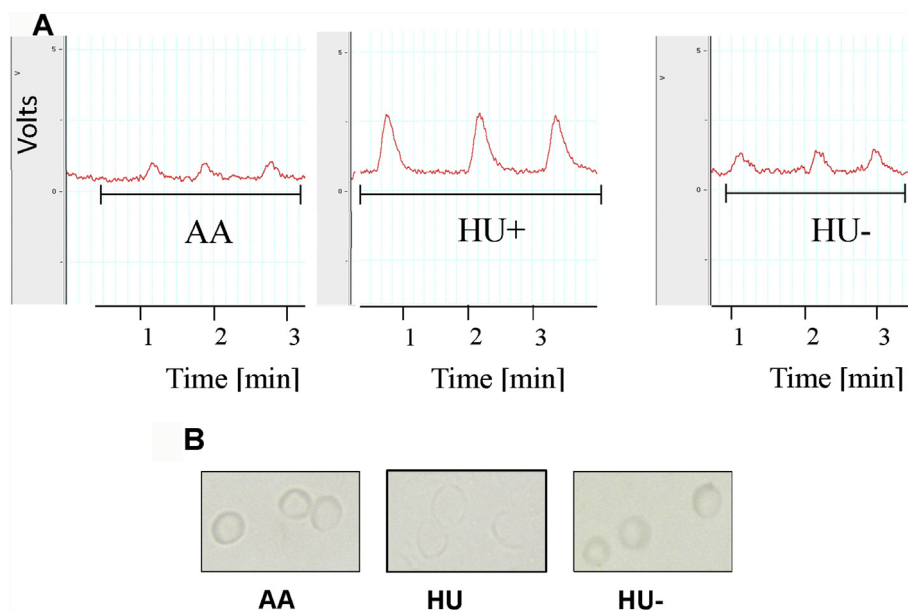 A
5
v
Volts
0
AA
1 2 3
Time [min]
5
0
HU+
1 2 3
Time [min]
5
v
0
HU-
1 2 3
Time [min]
B
AA HU HU-